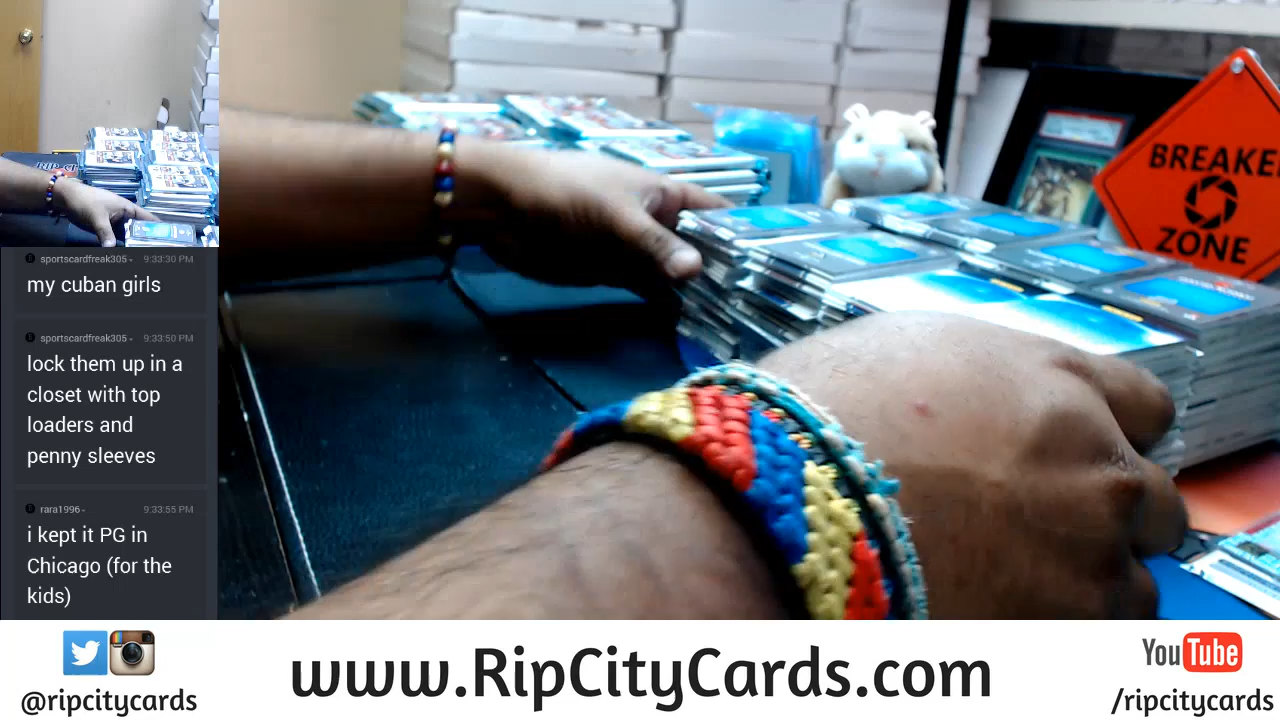 RIP C
sportscardfreak305 9:33:30 PM
my cuban girls
sportscardfreak305 9:33:50 PM
lock them up in a
closet with top
loaders and
penny sleeves
rara1996 9:33:55 PM
i kept it PG in
Chicago (for the
kids)
BREAKE
ZONE
@ripcitycards
www.RipCityCards.com
YouTube
/ripcitycards